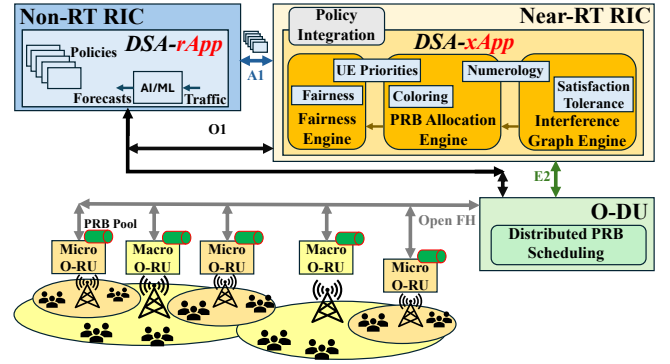 Non-RT RIC
DSA-rApp
Policies
AI/ML
Forecasts
Traffic
A1
Near-RT RIC
Policy
Integration
DSA-xApp
UE Priorities
Numerology
Fairness
Coloring
Satisfaction
Tolerance
Fairness
Engine
PRB Allocation
Engine
Interference
Graph Engine
O1
E2
O-DU
Distributed PRB
Scheduling
Open FH
PRB Pool
Micro
O-RU
Macro
O-RU
Micro
O-RU
Macro
O-RU
Micro
O-RU